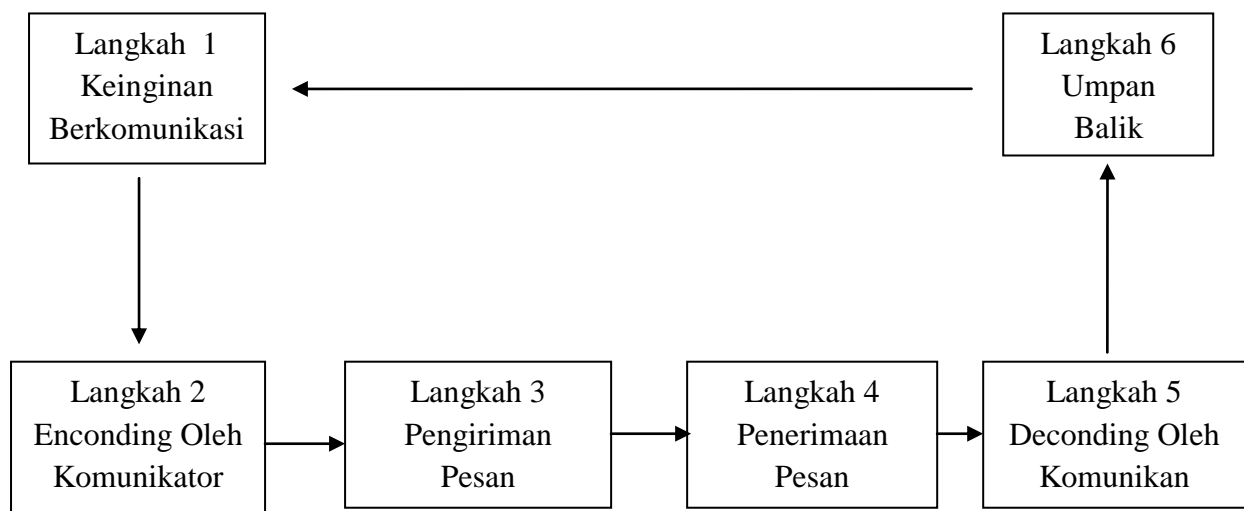 Langkah 1
Keinginan
Berkomunikasi
Langkah 6
Umpan
Balik
Langkah 2
Enconding Oleh
Komunikator
Langkah 3
Pengiriman
Pesan
Langkah 4
Penerimaan
Pesan
Langkah 5
Deconding Oleh
Komunikan